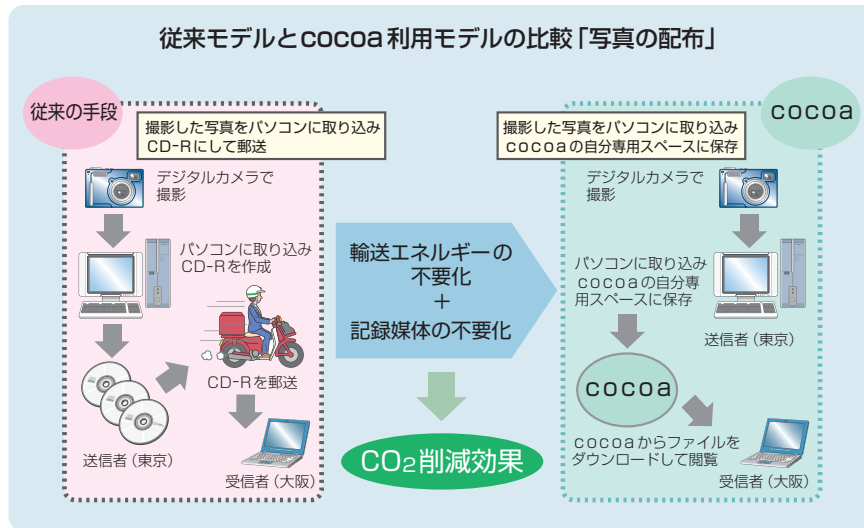 従来モデルとcocoa利用モデルの比較「写真の配布」
従来の手段
撮影した写真をパソコンに取り込み
CD-Rにして郵送
デジタルカメラで
撮影
パソコンに取り込み
CD-Rを作成
CD-Rを郵送
送信者（東京）
受信者（大阪）
輸送エネルギーの
不要化
+
記録媒体の不要化
CO₂削減効果
cocoa
撮影した写真をパソコンに取り込み
cocoaの自分専用スペースに保存
デジタルカメラで
撮影
パソコンに取り込み
cocoaの自分専
用スペースに保存
送信者（東京）
cocoa
cocoaからファイルを
ダウンロードして閲覧
受信者（大阪）